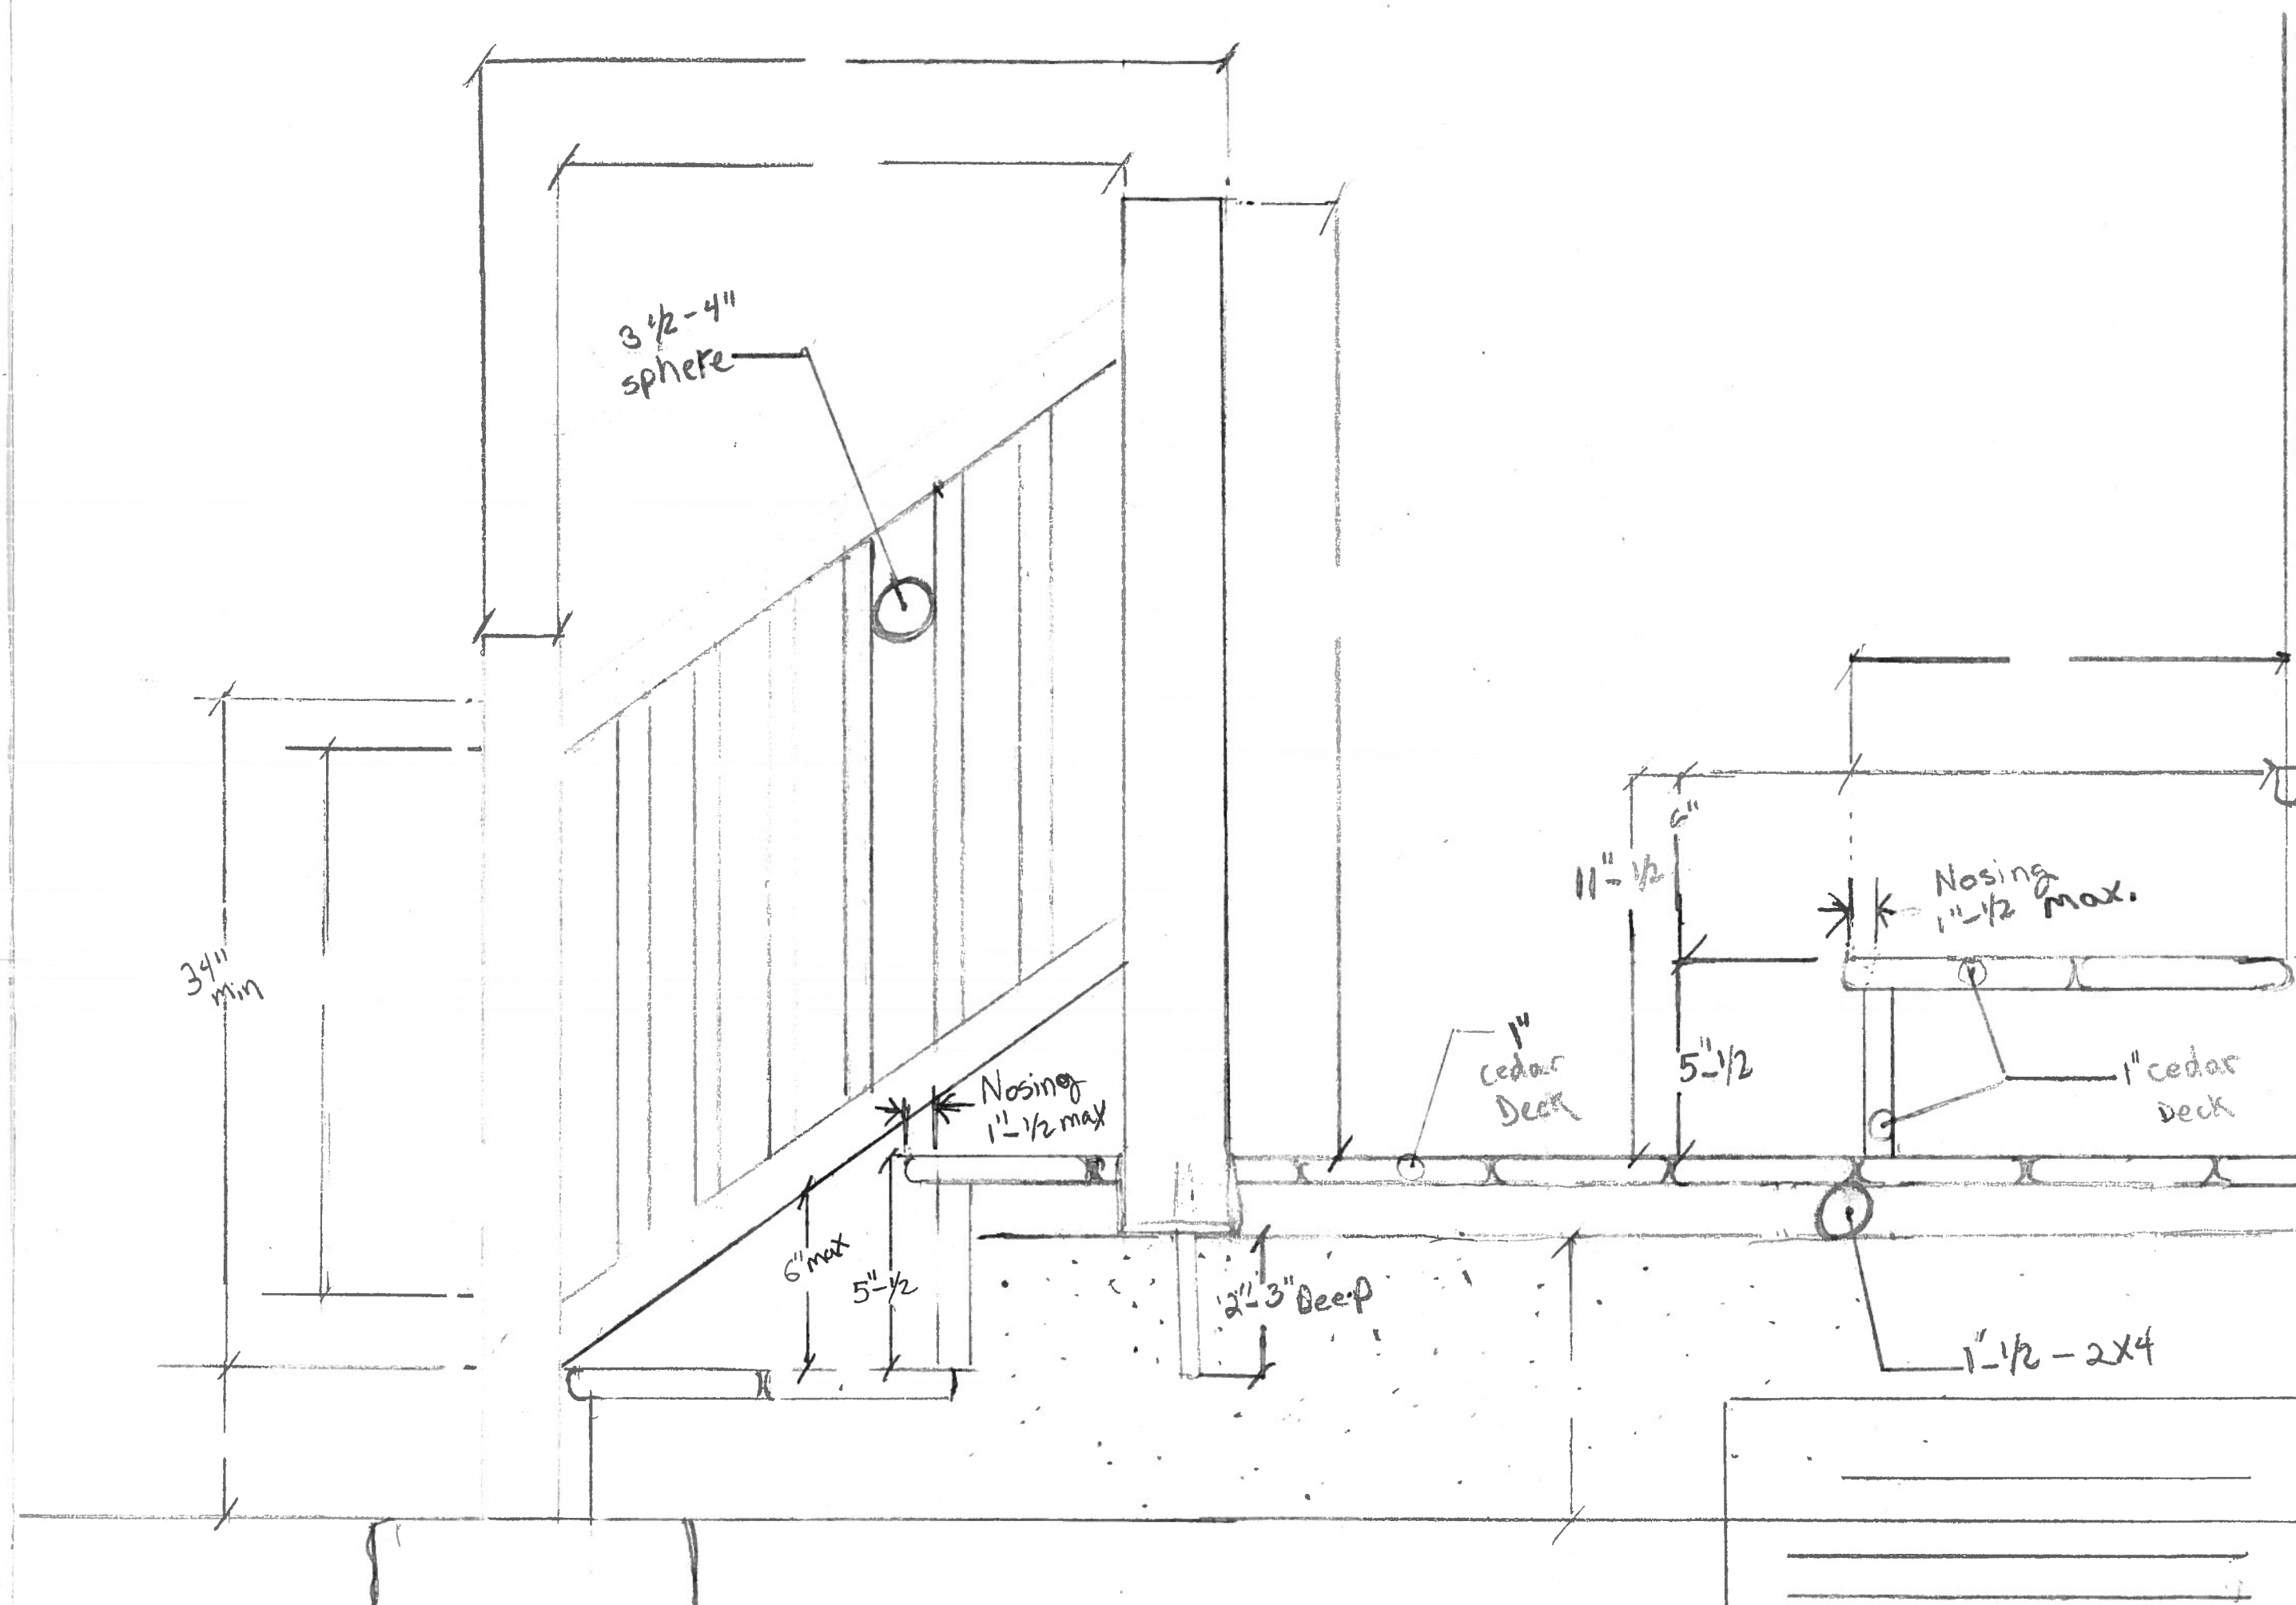 3 1/2 - 4"
sphere
6"
11"-1/2
Nosing
1"-1/2 max.
34"
min
1"
cedar
Deck
5"-1/2
1" cedar
Deck
Nosing
1"-1/2 max
6" max
5"-1/2
2"-3" Deep
1"-1/2 - 2x4